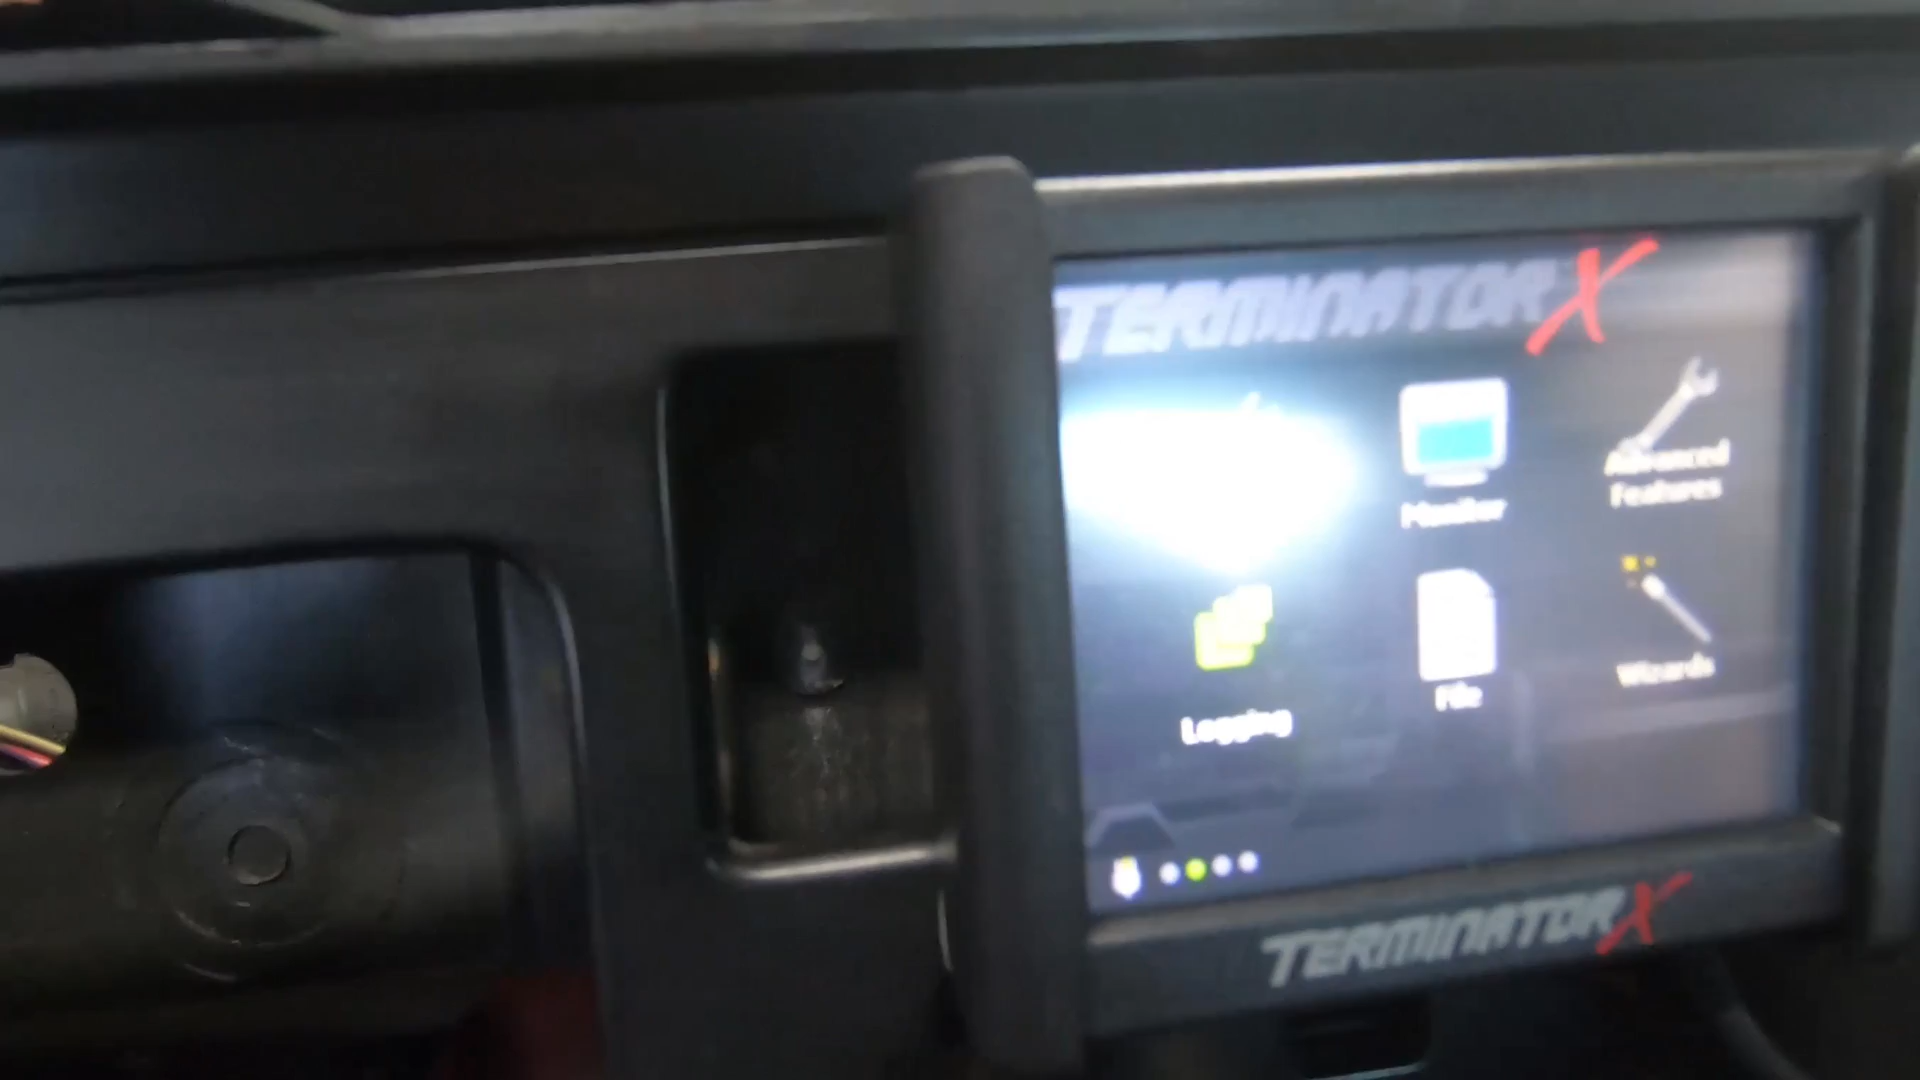 TERMINATOR X
Monitor
Advanced
Features
Logging
File
Wizards
TERMINATOR X